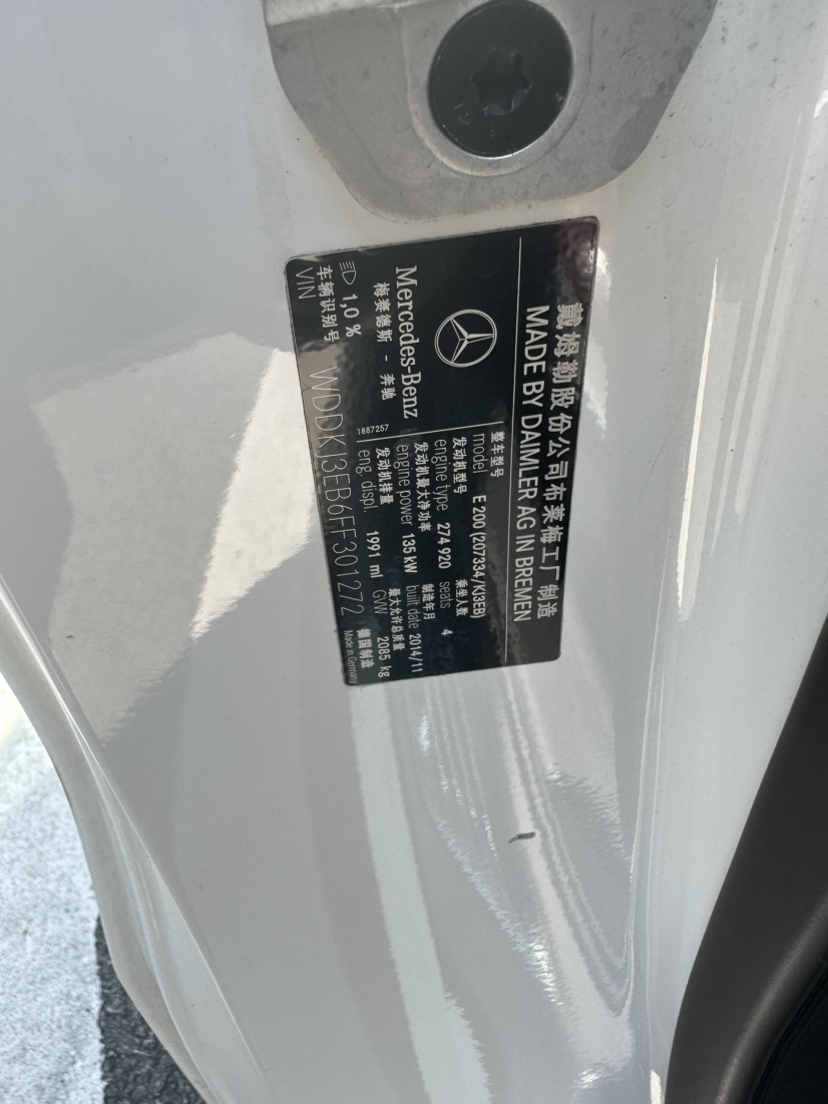 戴姆勒股份公司布莱梅工厂制造
MADE BY DAIMLER AG IN BREMEN
Mercedes-Benz
梅赛德斯 - 奔驰
1,0 %
1887257
整车型号
model E 200 (207334/KJ3EB)
发动机型号 乘坐人数
engine type 274 920 seats 4
发动机最大净功率 制造年月
engine power 135 kW built date 2014/11
发动机排量 最大允许总质量
eng. displ. 1991 ml GVW 2085 kg
车辆识别号
VIN WDDKJ3EB6FF301272
德国制造
Made in Germany